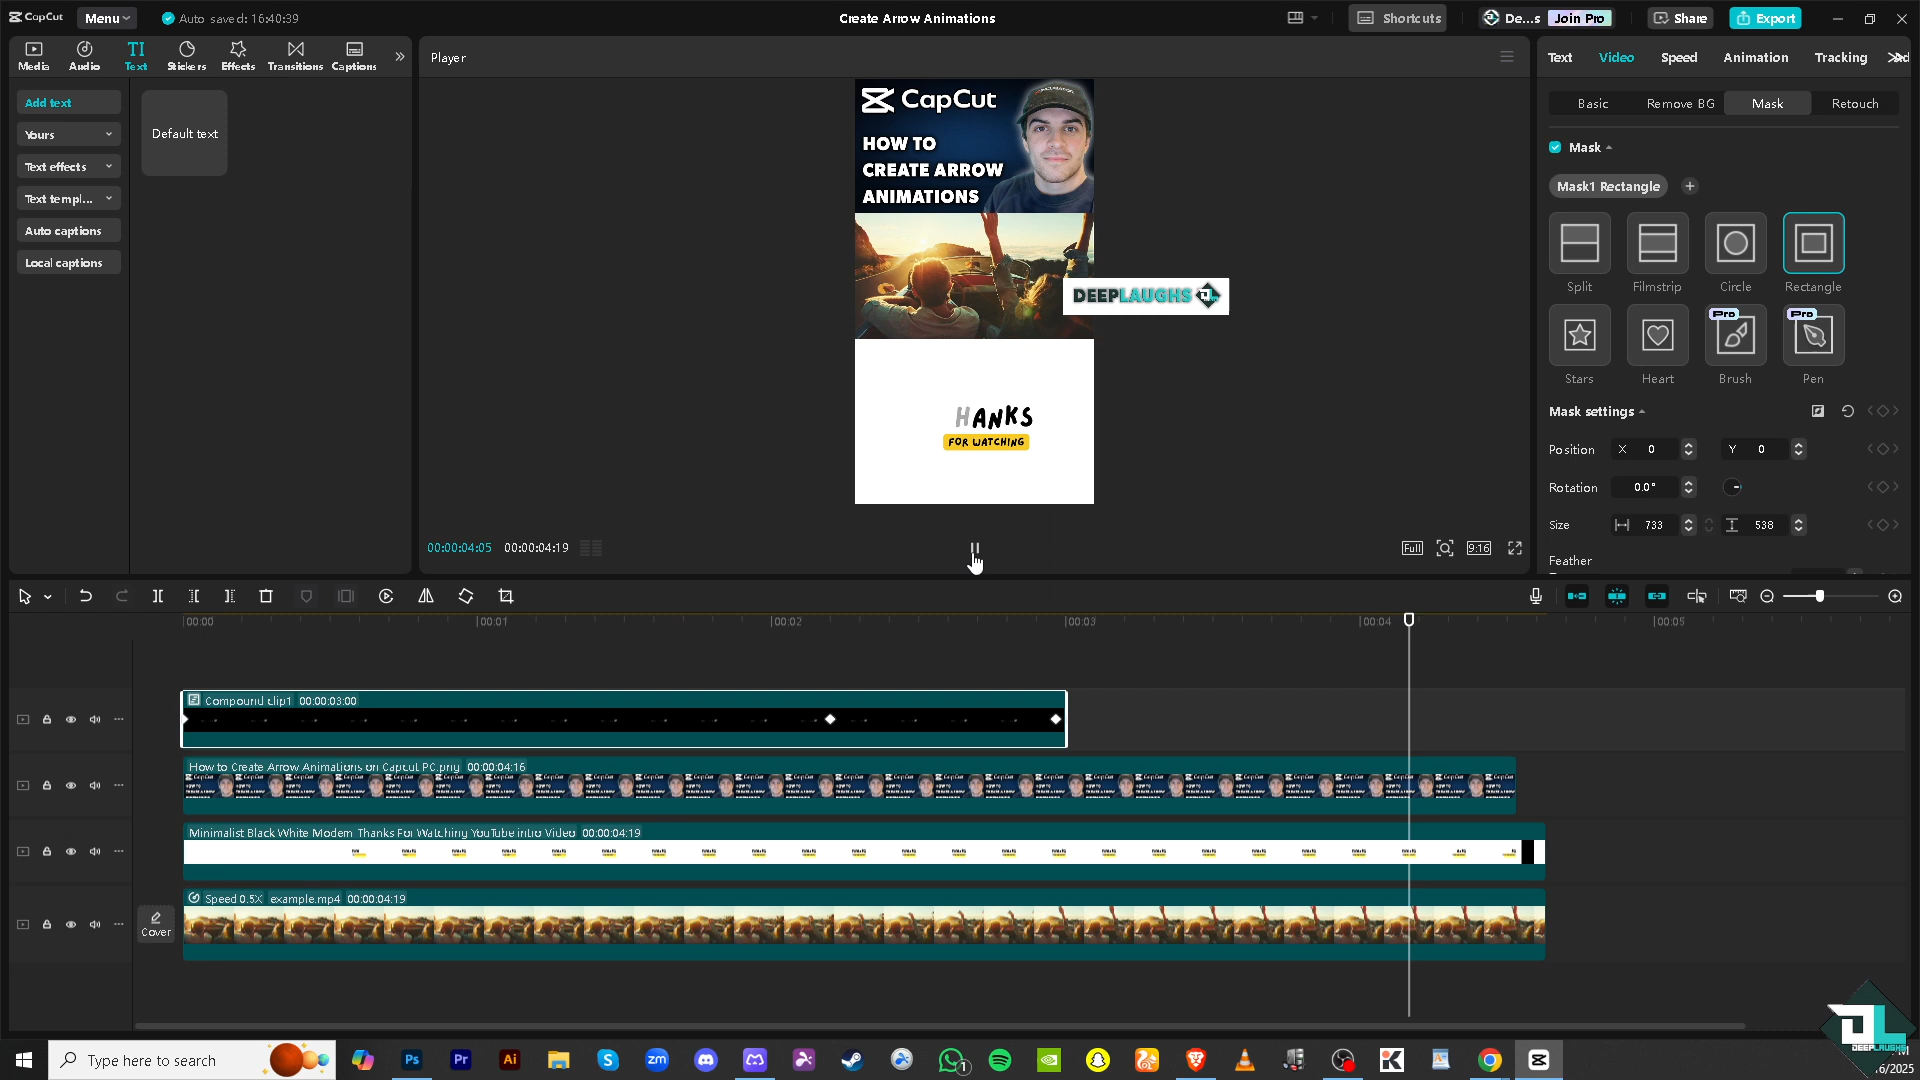 CapCut Menu Auto saved: 16:40:39 Create Arrow Animations Shortcuts De...s Join Pro Share Export
Media Audio Text Stickers Effects Transitions Captions
Player
Text Video Speed Animation Tracking
Add text
Yours
Text effects
Text templ...
Auto captions
Local captions
Default text
CapCut
HOW TO
CREATE ARROW
ANIMATIONS
DEEPLAUGHS
HANKS
FOR WATCHING
Basic Remove BG Mask Retouch
Mask
Mask1 Rectangle
Split Filmstrip Circle Rectangle
Pro Pro
Stars Heart Brush Pen
Mask settings
Position X 0 Y 0
Rotation 0.0°
Size 733 538
Feather
00:00:04:05 00:00:04:19
Full 9:16
00:00 00:01 00:02 00:03 00:04 00:05
Compound clip1 00:00:03:00
How to Create Arrow Animations on Capcut PC.png 00:00:04:16
Minimalist Black White Modern Thanks For Watching YouTube intro Video 00:00:04:19
Speed 0.5X example.mp4 00:00:04:19
Cover
DEEPLAUGHS
Type here to search
Ps Pr Ai zm 1
16/2025